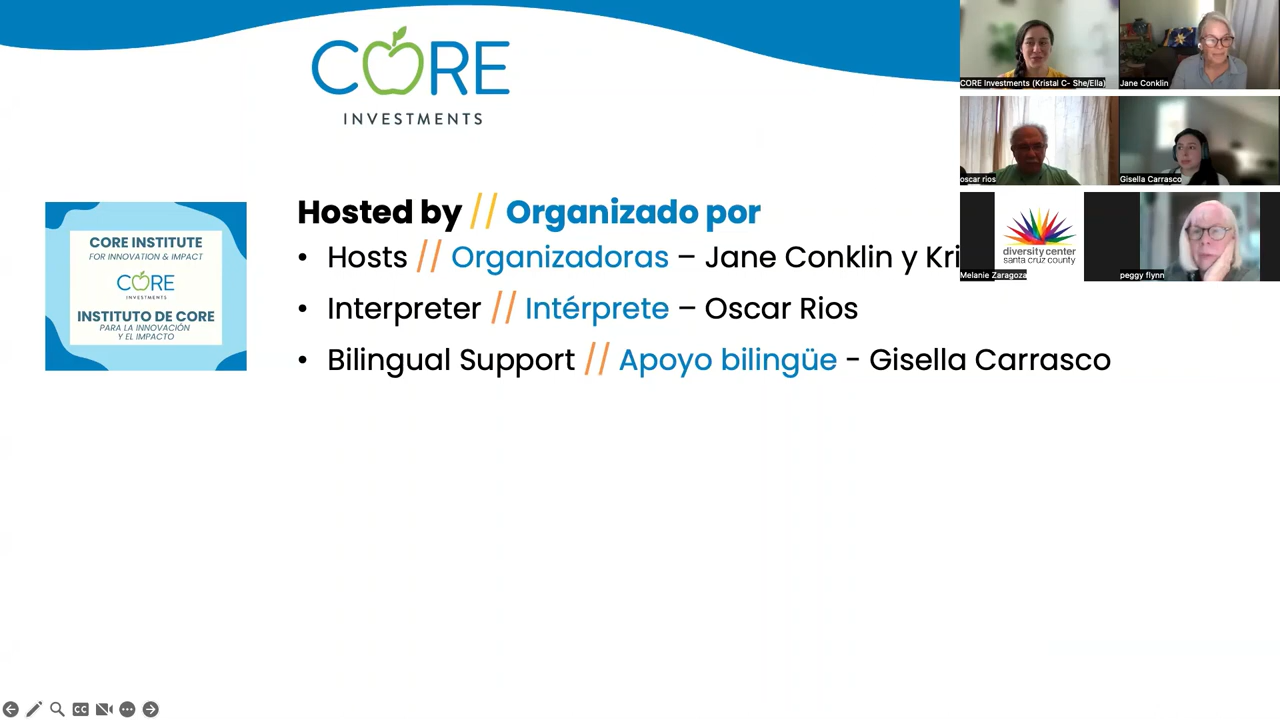 CORE
INVESTMENTS
CORE INSTITUTE
FOR INNOVATION & IMPACT
CORE
INVESTMENTS
INSTITUTO DE CORE
PARA LA INNOVACIÓN
Y EL IMPACTO
Hosted by // Organizado por
• Hosts // Organizadoras – Jane Conklin y Kri
• Interpreter // Intérprete – Oscar Rios
• Bilingual Support // Apoyo bilingüe - Gisella Carrasco
CORE Investments (Kristal C- She/Ella)
Jane Conklin
oscar rios
Gisella Carrasco
diversity center
santa cruz county
Melanie Zaragoza
peggy flynn
CC